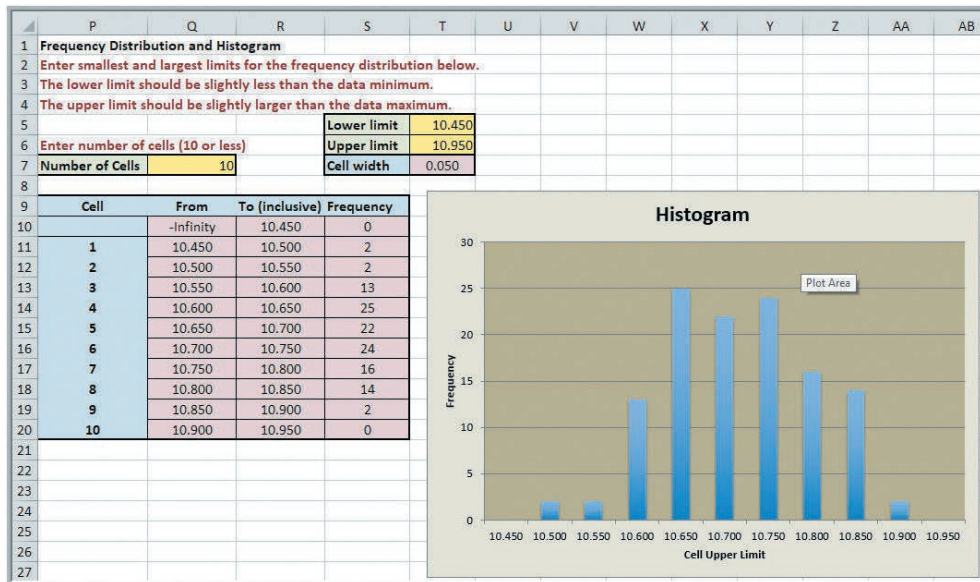 P Q R S T U V W X Y Z AA AB
1 Frequency Distribution and Histogram
2 Enter smallest and largest limits for the frequency distribution below.
3 The lower limit should be slightly less than the data minimum.
4 The upper limit should be slightly larger than the data maximum.
5 Lower limit 10.450
6 Enter number of cells (10 or less) Upper limit 10.950
7 Number of Cells 10 Cell width 0.050
8
9 Cell From To (inclusive) Frequency
10 -Infinity 10.450 0
11 1 10.450 10.500 2
12 2 10.500 10.550 2
13 3 10.550 10.600 13
14 4 10.600 10.650 25
15 5 10.650 10.700 22
16 6 10.700 10.750 24
17 7 10.750 10.800 16
18 8 10.800 10.850 14
19 9 10.850 10.900 2
20 10 10.900 10.950 0
21
22
23
24
25
26
27
Histogram
30
25
20
15
10
5
0
Frequency
Plot Area
10.450 10.500 10.550 10.600 10.650 10.700 10.750 10.800 10.850 10.900 10.950
Cell Upper Limit